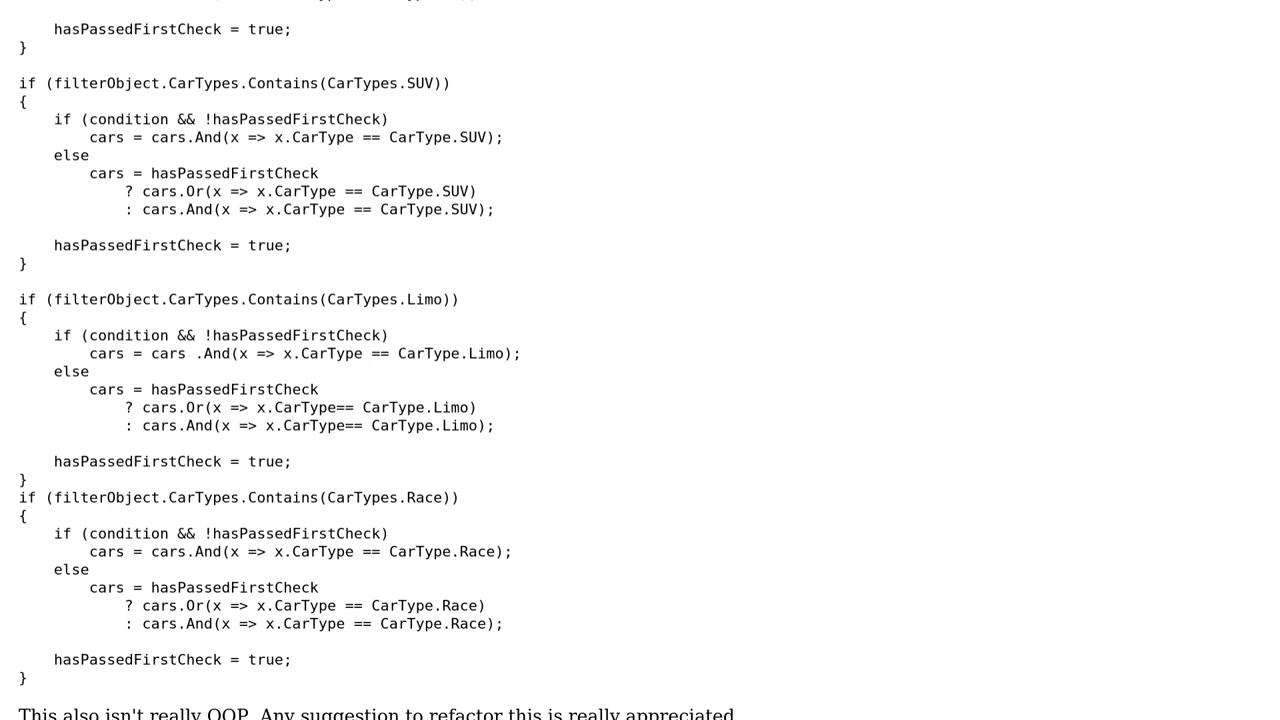 hasPassedFirstCheck = true;
}
if (filterObject.CarTypes.Contains(CarTypes.SUV))
{
    if (condition && !hasPassedFirstCheck)
        cars = cars.And(x => x.CarType == CarType.SUV);
    else
        cars = hasPassedFirstCheck
            ? cars.Or(x => x.CarType == CarType.SUV)
            : cars.And(x => x.CarType == CarType.SUV);
    hasPassedFirstCheck = true;
}
if (filterObject.CarTypes.Contains(CarTypes.Limo))
{
    if (condition && !hasPassedFirstCheck)
        cars = cars .And(x => x.CarType == CarType.Limo);
    else
        cars = hasPassedFirstCheck
            ? cars.Or(x => x.CarType== CarType.Limo)
            : cars.And(x => x.CarType== CarType.Limo);
    hasPassedFirstCheck = true;
}
if (filterObject.CarTypes.Contains(CarTypes.Race))
{
    if (condition && !hasPassedFirstCheck)
        cars = cars.And(x => x.CarType == CarType.Race);
    else
        cars = hasPassedFirstCheck
            ? cars.Or(x => x.CarType == CarType.Race)
            : cars.And(x => x.CarType == CarType.Race);
    hasPassedFirstCheck = true;
}
This also isn't really OOP. Any suggestion to refactor this is really appreciated